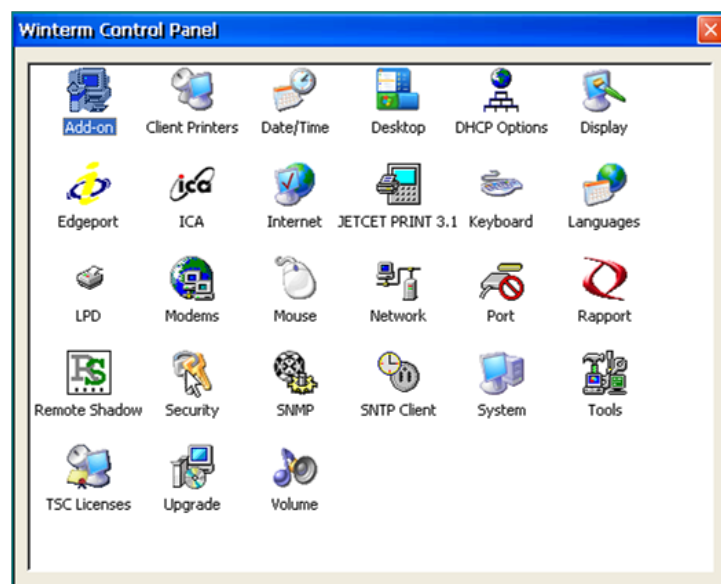 Winterm Control Panel
Add-on Client Printers Date/Time Desktop DHCP Options Display
i ica
Edgeport ICA Internet JETCET PRINT 3.1 Keyboard Languages
LPD Modems Mouse Network Port Rapport
RS
Remote Shadow Security SNMP SNTP Client System Tools
TSC Licenses Upgrade Volume